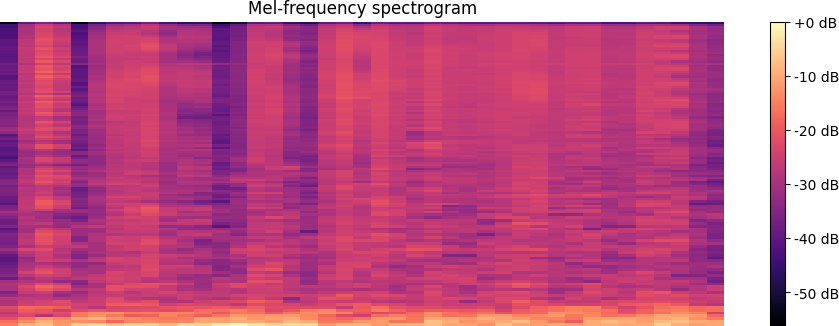 Mel-frequency spectrogram
+0 dB
-10 dB
-20 dB
-30 dB
-40 dB
-50 dB